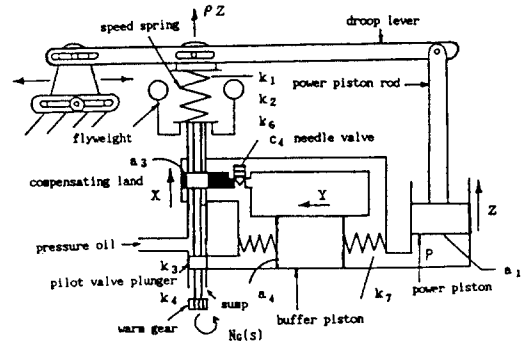 ρZ
speed spring
droop lever
k1
power piston rod
k2
k6
flyweight
c4 needle valve
a3
compensating land
X
Y
Z
pressure oil
k3
P
a1
pilot valve plunger
k4
sump
a4
k7
power piston
warm gear
NG(s)
buffer piston